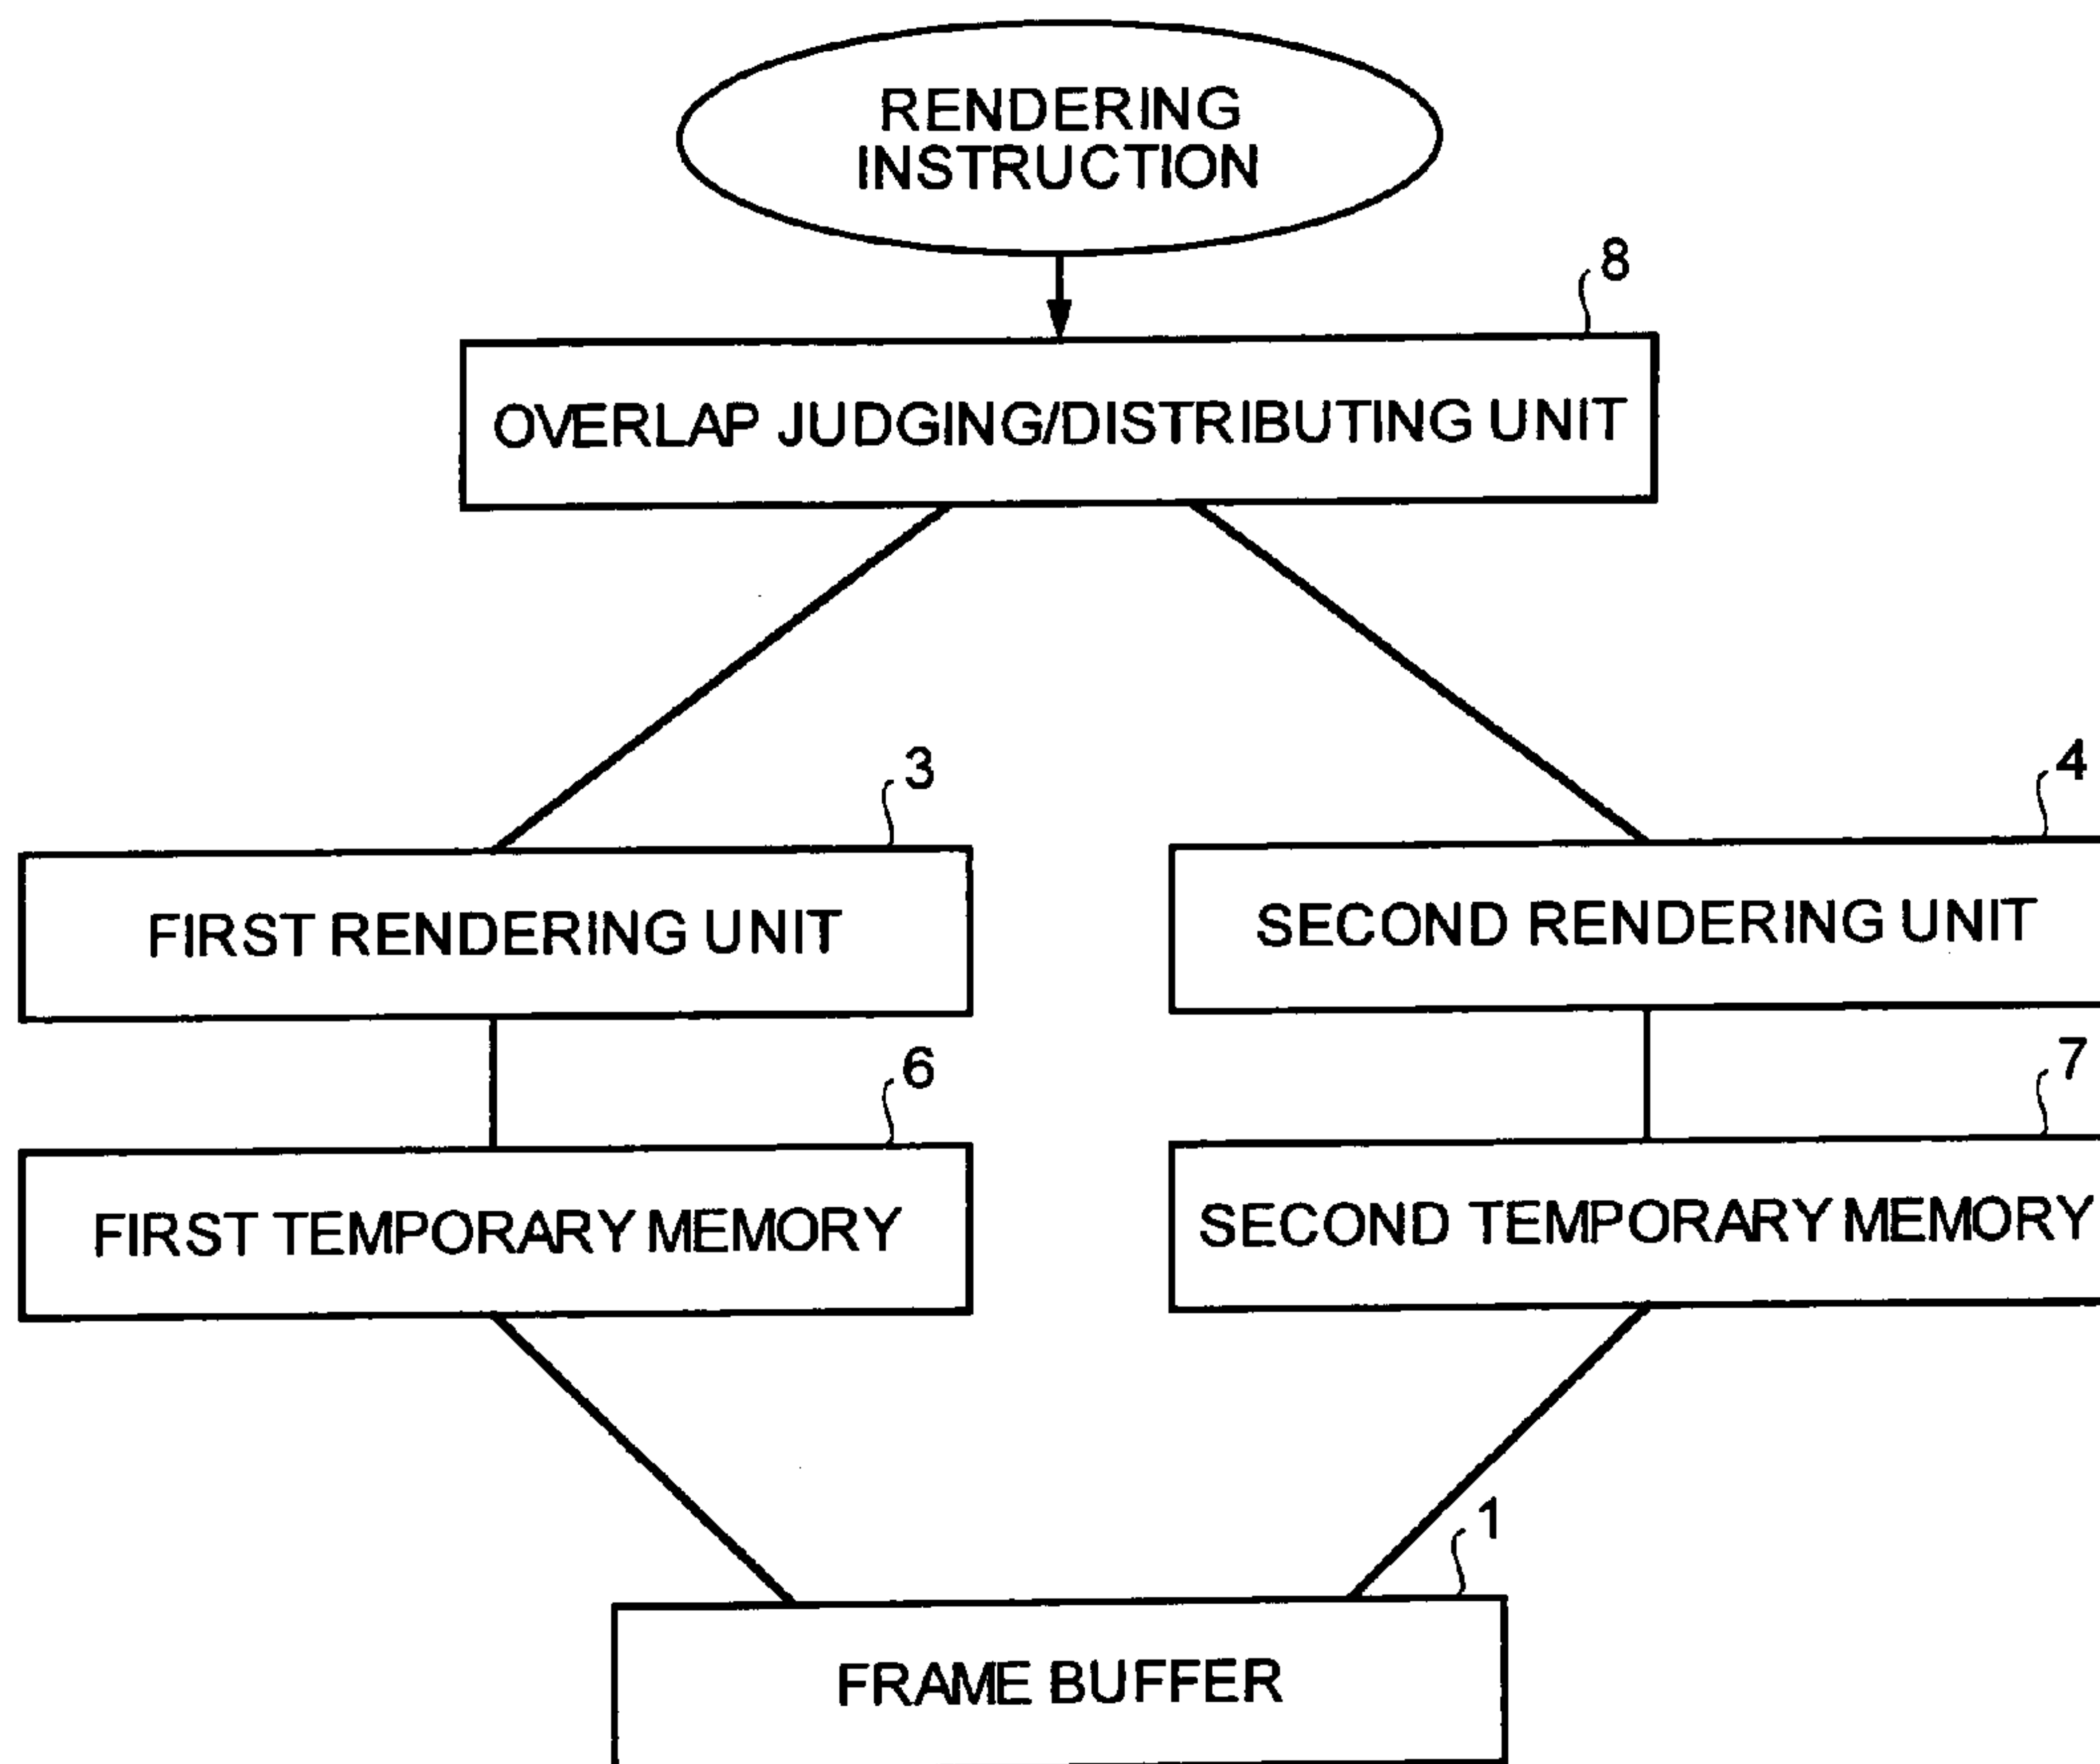 RENDERING
INSTRUCTION
8
OVERLAP JUDGING/DISTRIBUTING UNIT
3
4
FIRST RENDERING UNIT
SECOND RENDERING UNIT
6
7
FIRST TEMPORARY MEMORY
SECOND TEMPORARY MEMORY
1
FRAME BUFFER